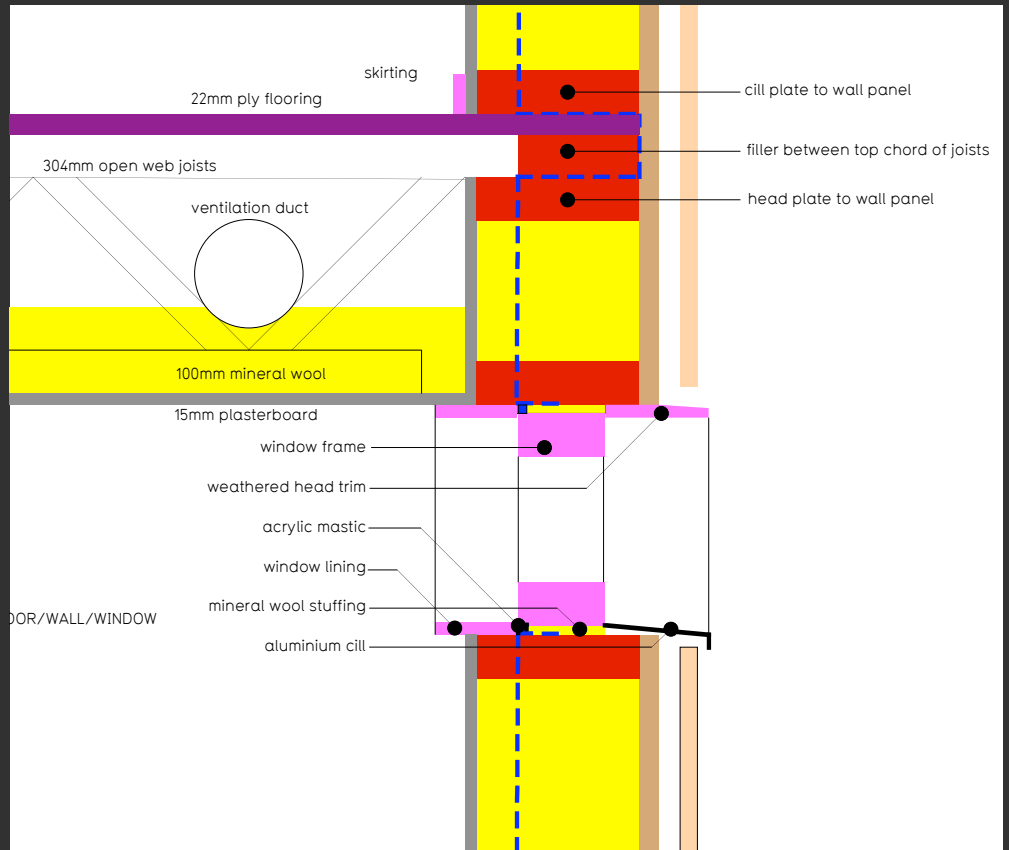 skirting
cill plate to wall panel
22mm ply flooring
filler between top chord of joists
304mm open web joists
head plate to wall panel
ventilation duct
100mm mineral wool
15mm plasterboard
window frame
weathered head trim
acrylic mastic
window lining
mineral wool stuffing
OOR/WALL/WINDOW
aluminium cill